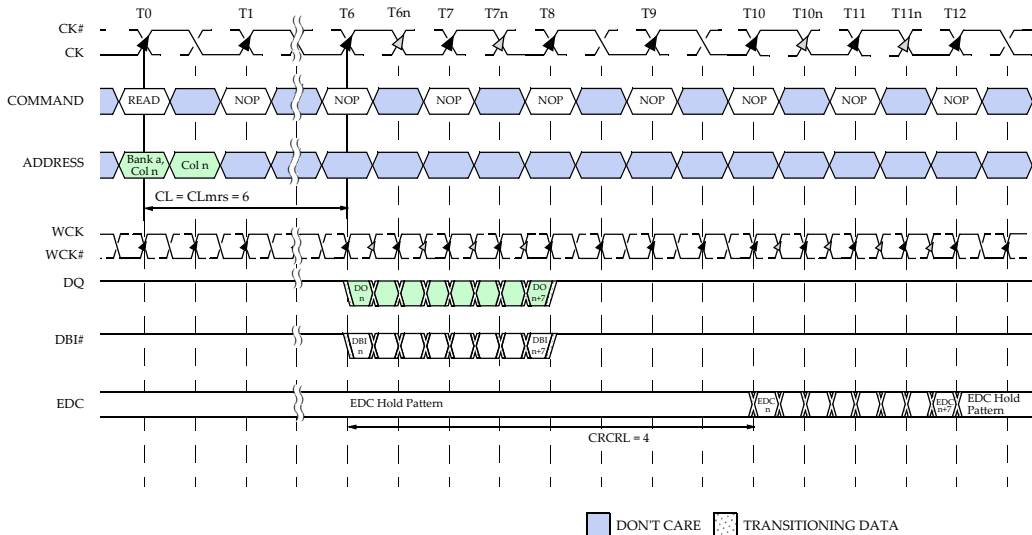 T0 T1 T6 T6n T7 T7n T8 T9 T10 T10n T11 T11n T12
CK#
CK
COMMAND READ NOP NOP NOP NOP NOP NOP NOP NOP
ADDRESS Bank a, Col n Col n
CL = CLmrs = 6
WCK
WCK#
DQ DO n DO n+7
DBI# DBI n DBI n+7
EDC EDC Hold Pattern EDC n EDC n+7 EDC Hold Pattern
CRCRL = 4
DON'T CARE TRANSITIONING DATA